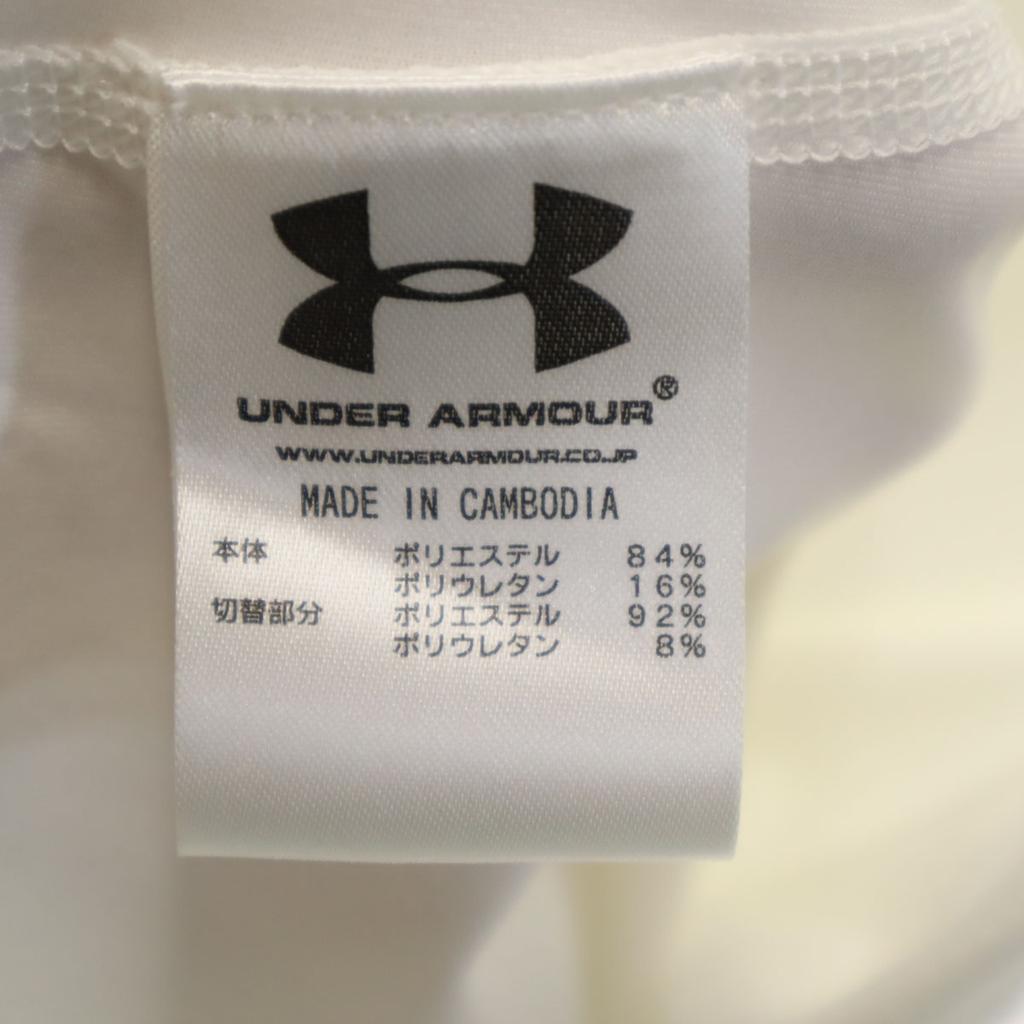 UNDER ARMOUR®
WWW.UNDERARMOUR.CO.JP
MADE IN CAMBODIA
本体 ポリエステル 84%
ポリウレタン 16%
切替部分 ポリエステル 92%
ポリウレタン 8%